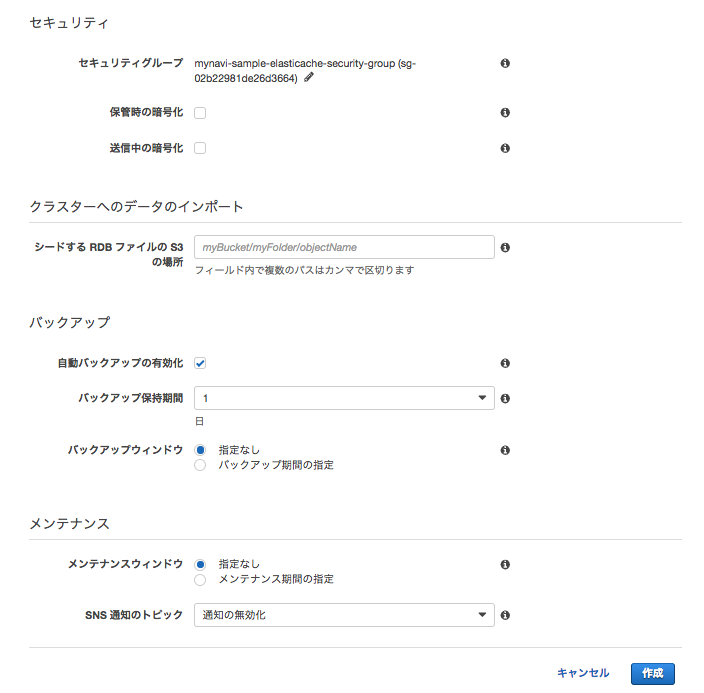 セキュリティ
セキュリティグループ mynavi-sample-elasticache-security-group (sg-
02b22981de26d3664)
保管時の暗号化
送信中の暗号化
クラスターへのデータのインポート
シードする RDB ファイルの S3
の場所
myBucket/myFolder/objectName
フィールド内で複数のパスはカンマで区切ります
バックアップ
自動バックアップの有効化
バックアップ保持期間 1
日
バックアップウィンドウ 指定なし
バックアップ期間の指定
メンテナンス
メンテナンスウィンドウ 指定なし
メンテナンス期間の指定
SNS 通知のトピック 通知の無効化
キャンセル 作成